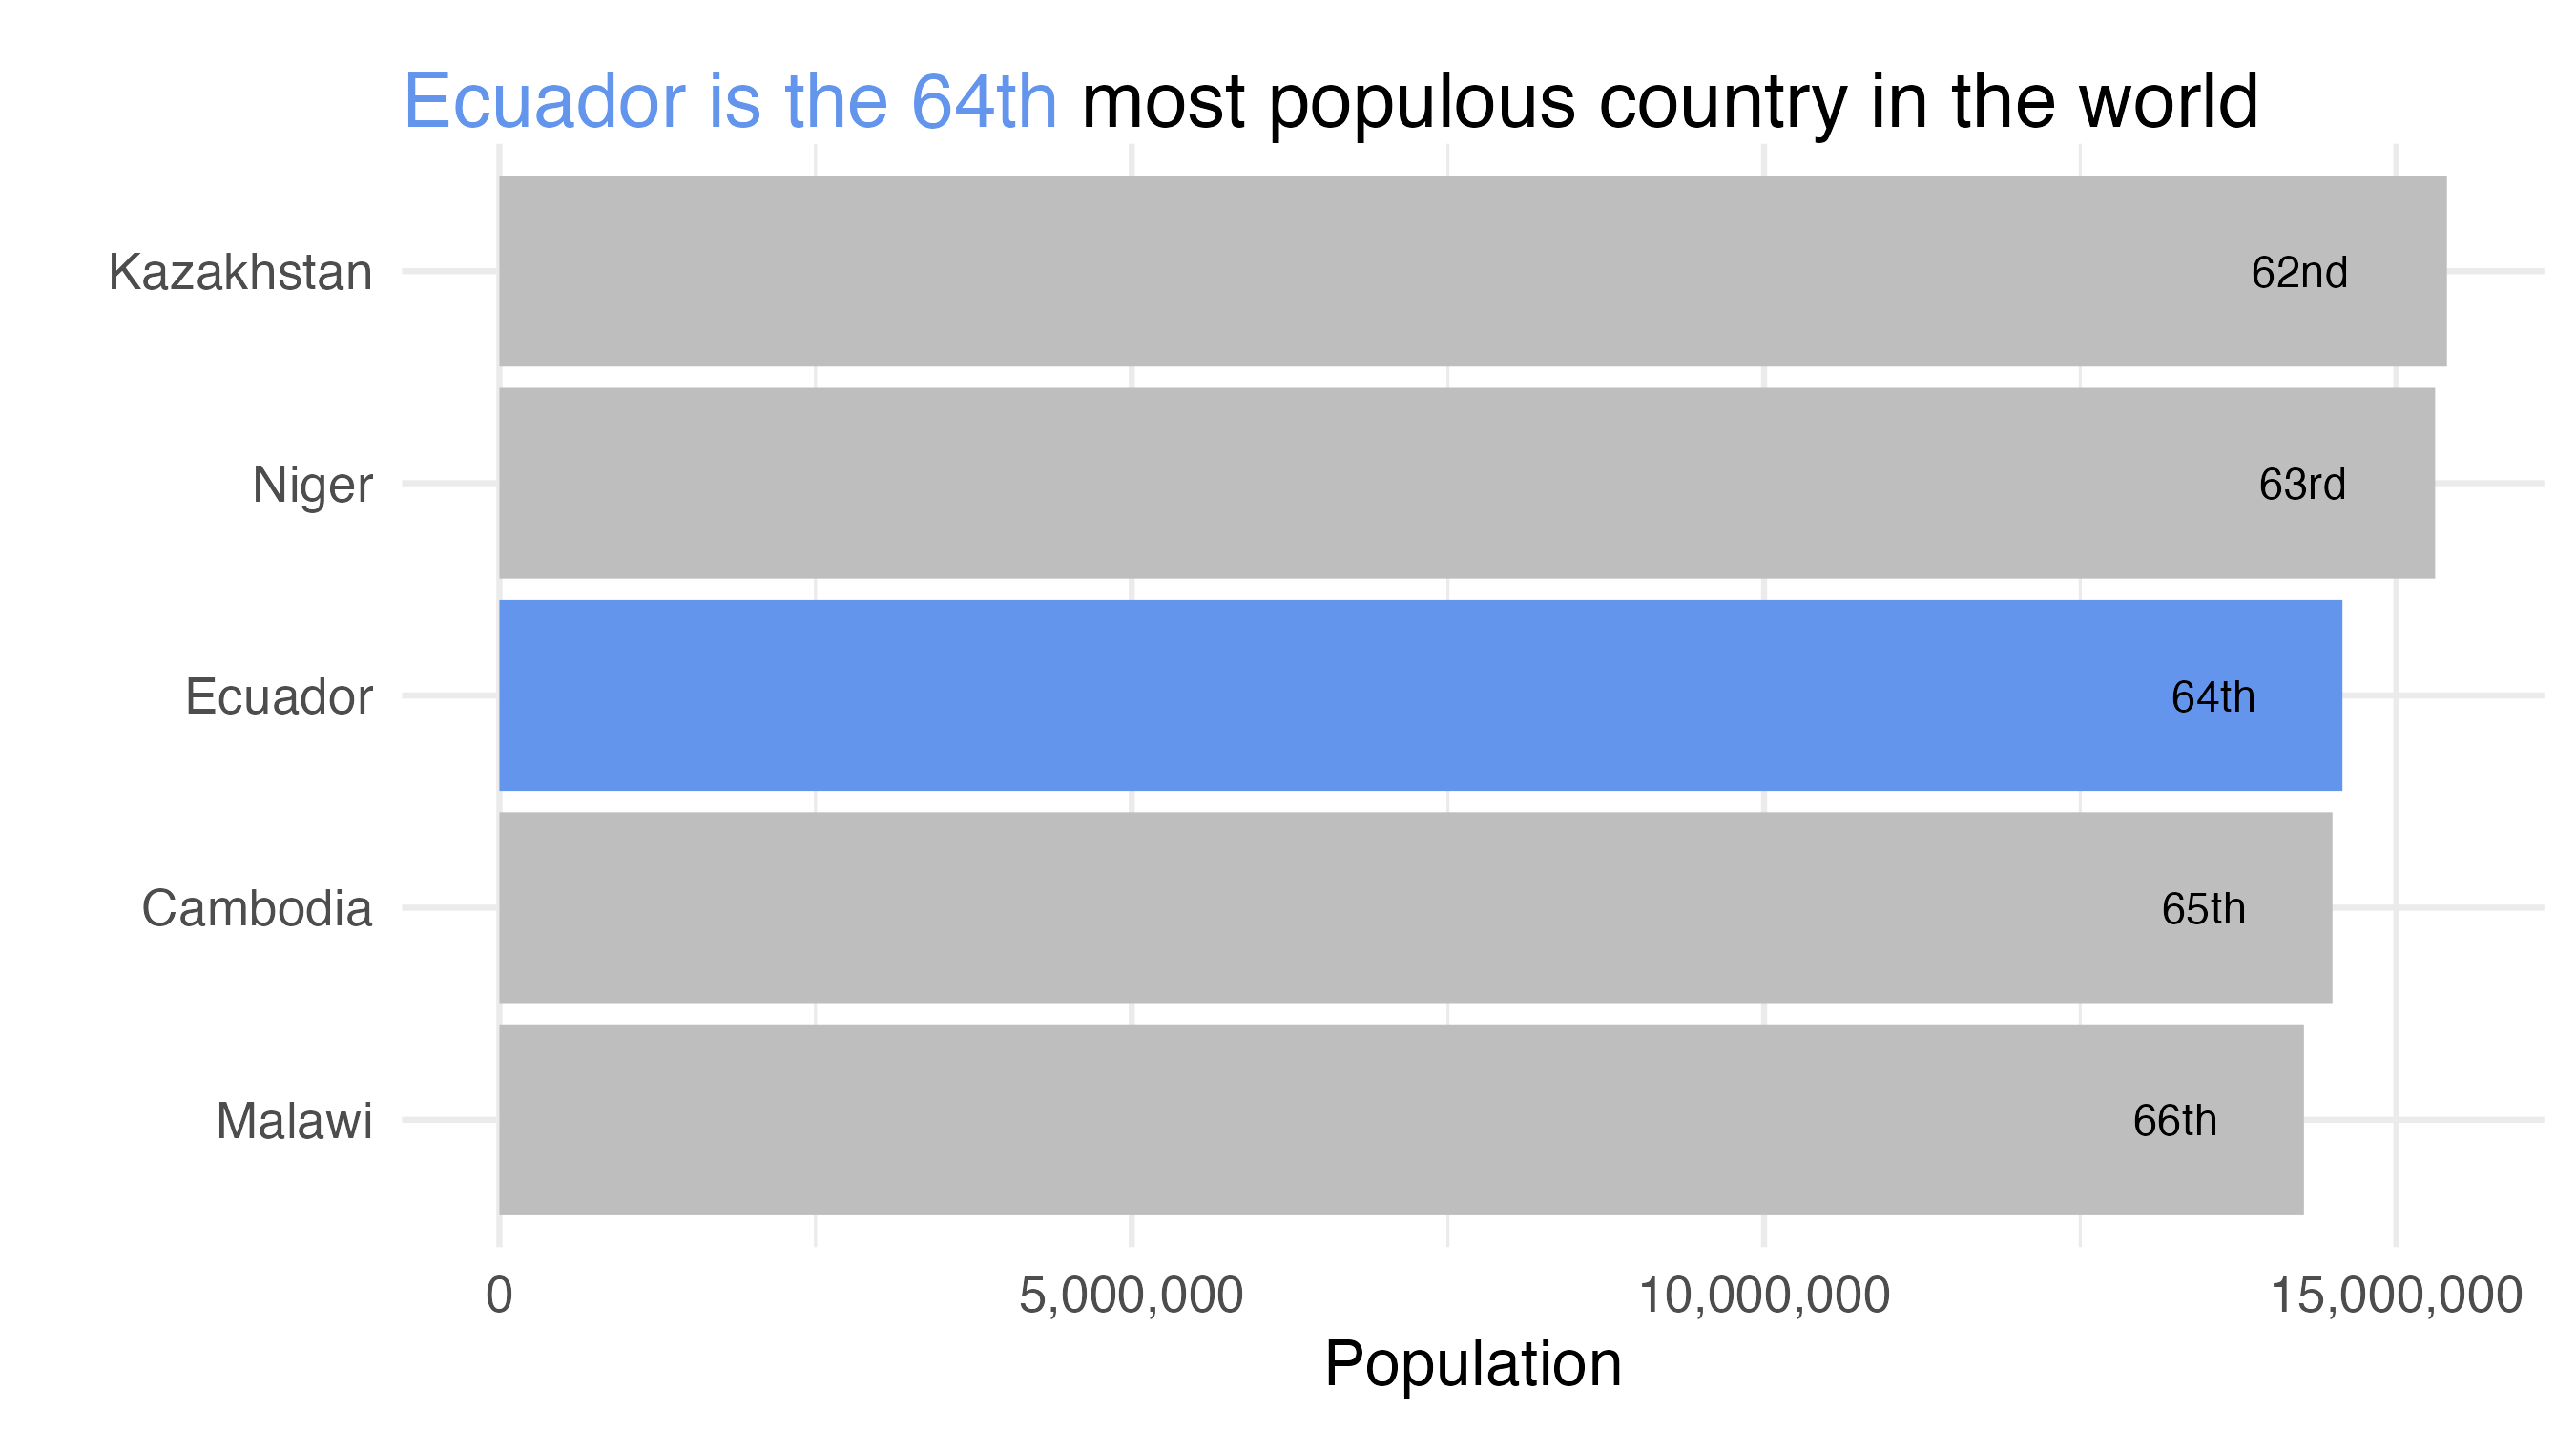 Ecuador is the 64th most populous country in the world
Kazakhstan 62nd
Niger 63rd
Ecuador 64th
Cambodia 65th
Malawi 66th
0 5,000,000 10,000,000 15,000,000
Population